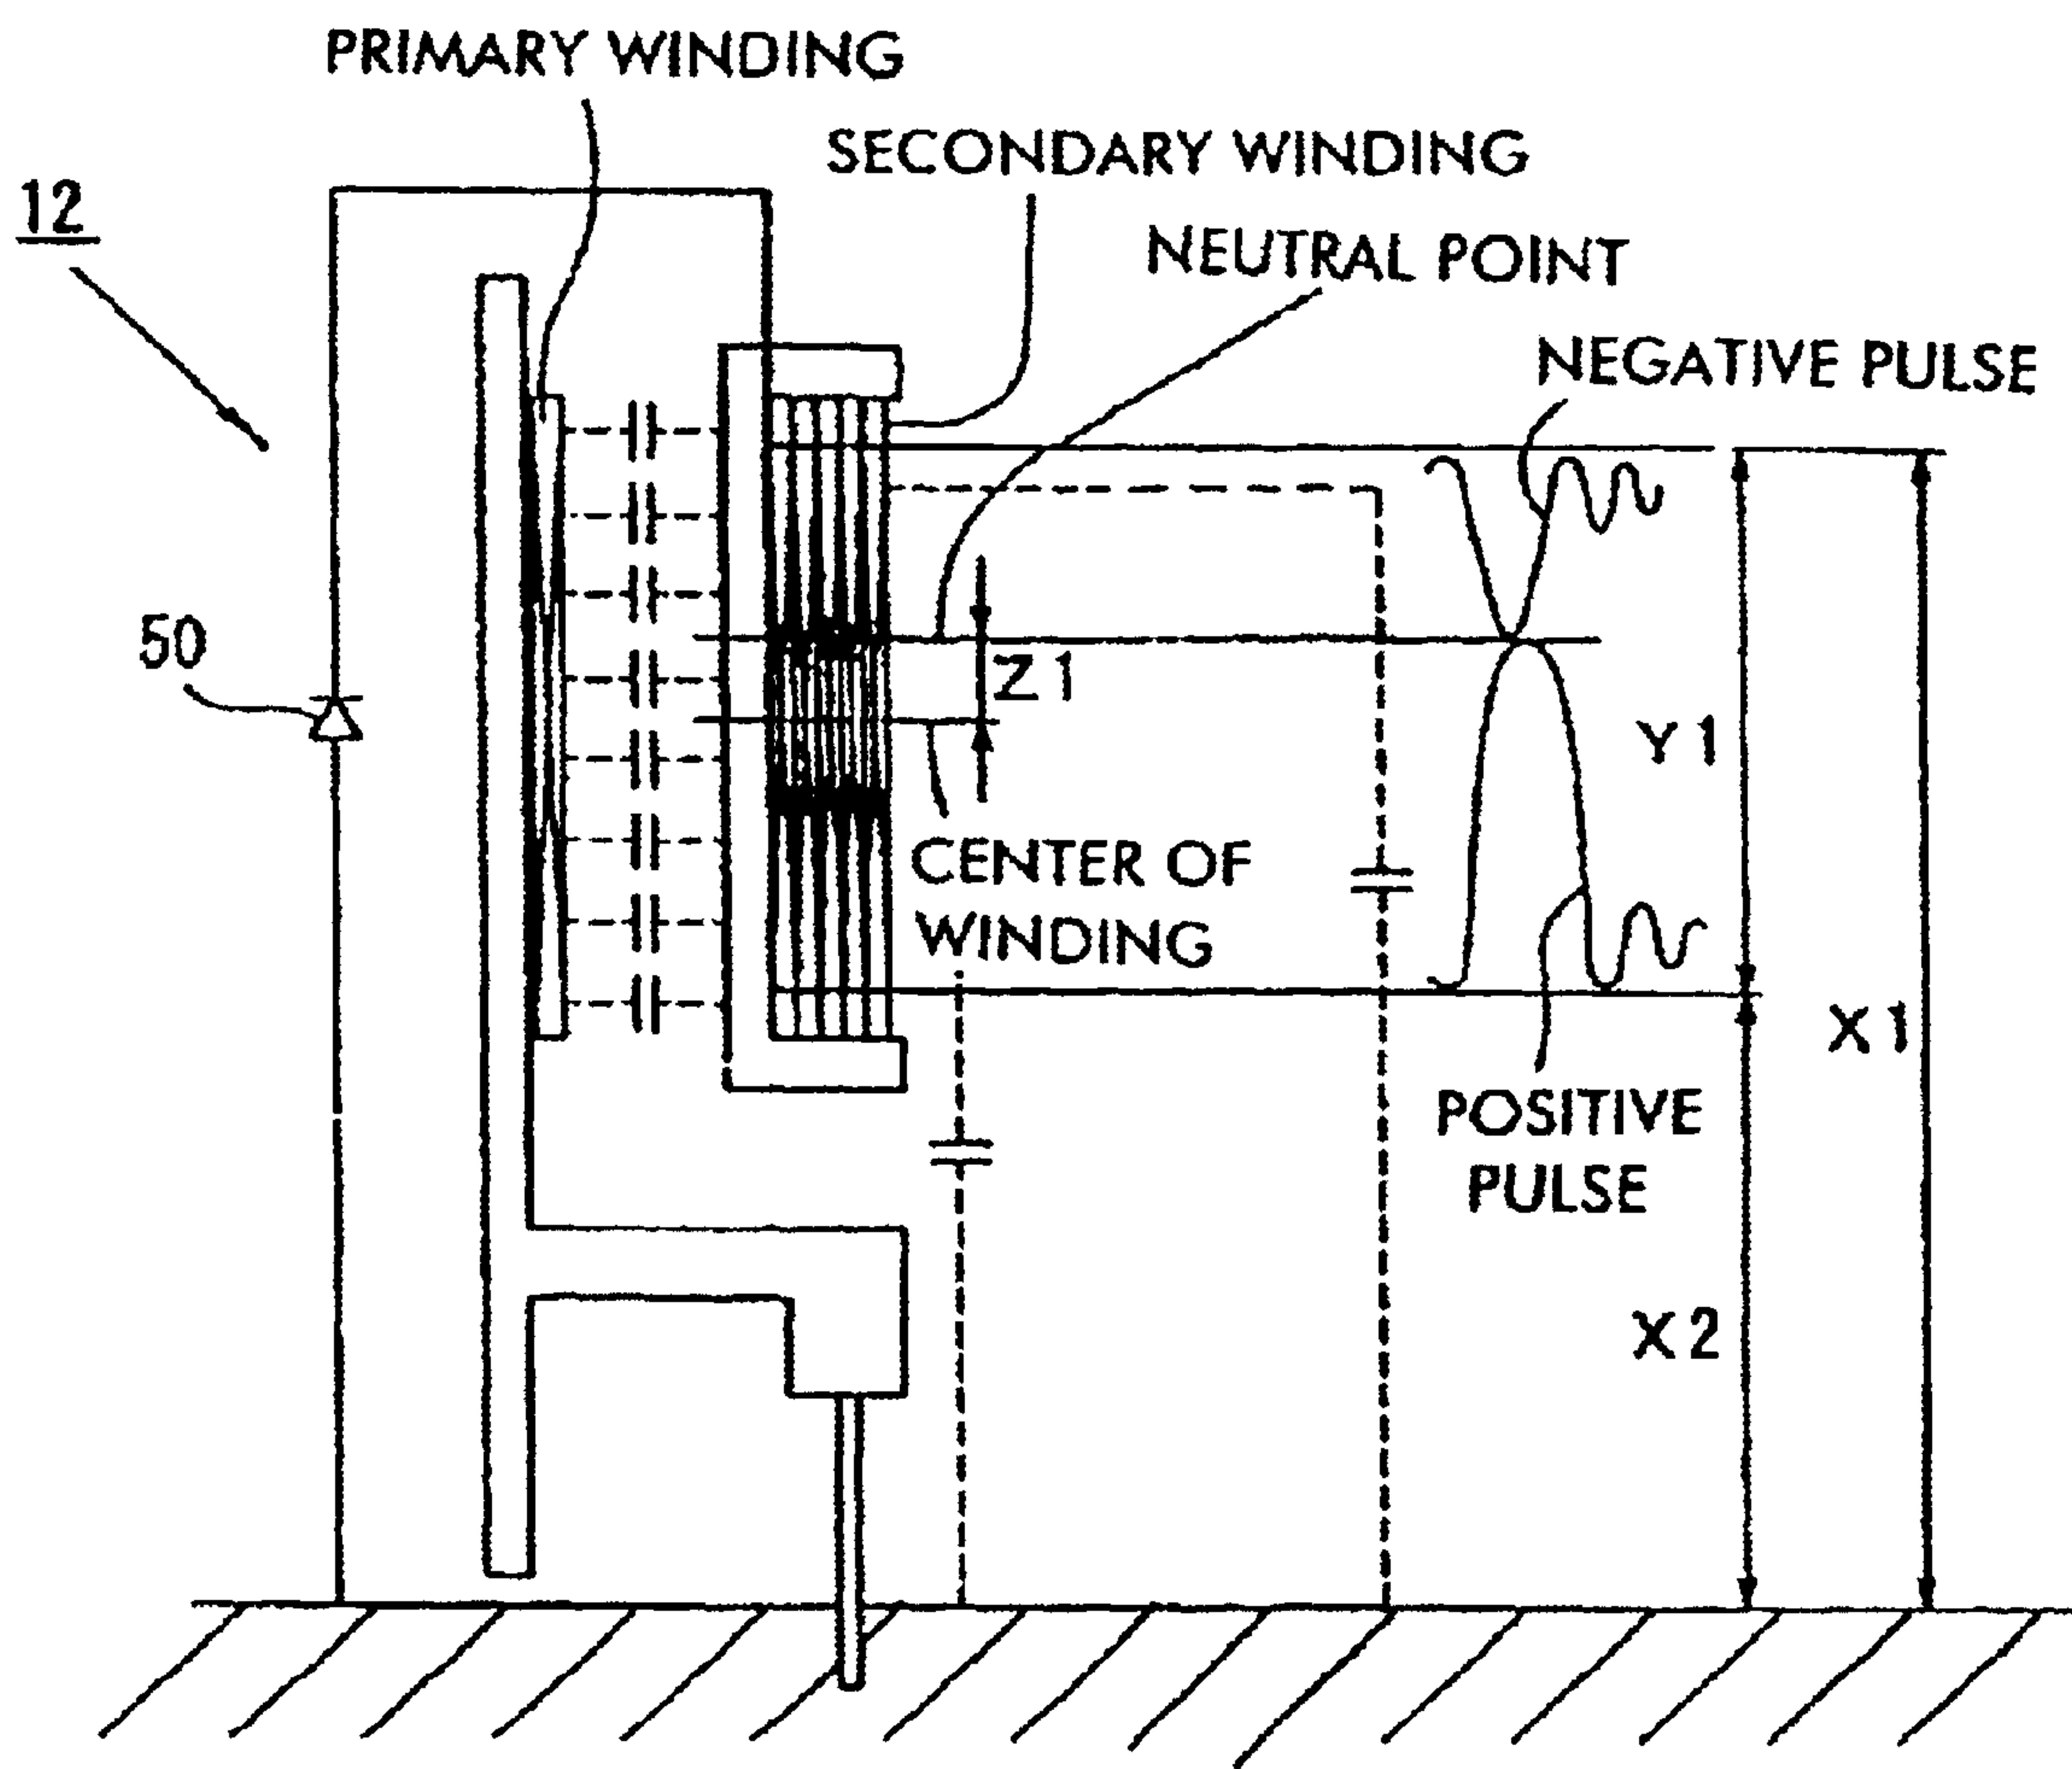 PRIMARY WINDING
SECONDARY WINDING
12
NEUTRAL POINT
NEGATIVE PULSE
50
Z1
Y1
CENTER OF
WINDING
X1
POSITIVE
PULSE
X2